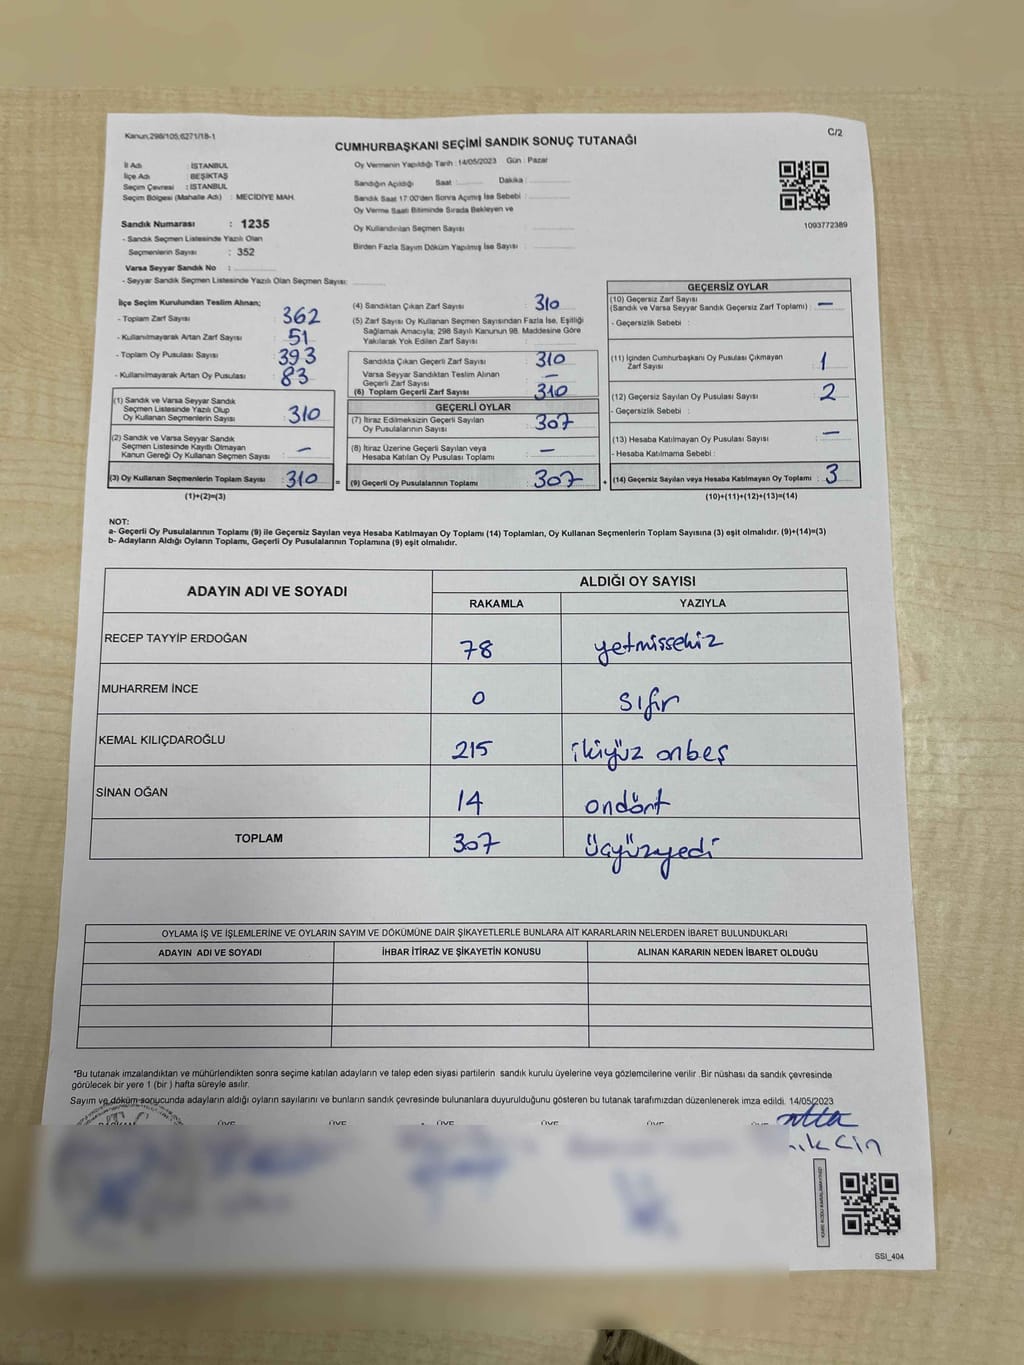 Kanun;298/105;6271/18-1
C/2
CUMHURBAŞKANI SEÇİMİ SANDIK SONUÇ TUTANAĞI
İl Adı : İSTANBUL
İlçe Adı : BEŞİKTAŞ
Seçim Çevresi : İSTANBUL
Seçim Bölgesi (Mahalle Adı) : MECİDİYE MAH.
Oy Vermenin Yapıldığı Tarih : 14/05/2023 Gün : Pazar
Sandığın Açıldığı Saat : Dakika :
Sandık Saat 17:00'den Sonra Açımış İse Sebebi :
Oy Verme Saati Bitiminde Sırada Bekleyen ve
Oy Kullandırılan Seçmen Sayısı :
Birden Fazla Sayım Döküm Yapılmış İse Sayısı :
1093772389
Sandık Numarası : 1235
- Sandık Seçmen Listesinde Yazılı Olan
Seçmenlerin Sayısı : 352
Varsa Seyyar Sandık No :
- Seyyar Sandık Seçmen Listesinde Yazılı Olan Seçmen Sayısı:
İlçe Seçim Kurulundan Teslim Alınan;
- Toplam Zarf Sayısı : 362
- Kullanılmayarak Artan Zarf Sayısı : 51
- Toplam Oy Pusulası Sayısı : 393
- Kullanılmayarak Artan Oy Pusulası : 83
(1) Sandık ve Varsa Seyyar Sandık
Seçmen Listesinde Yazılı Olup
Oy Kullanan Seçmenlerin Sayısı : 310
(2) Sandık ve Varsa Seyyar Sandık
Seçmen Listesinde Kayıtlı Olmayan
Kanun Gereği Oy Kullanan Seçmen Sayısı : –
(3) Oy Kullanan Seçmenlerin Toplam Sayısı : 310
(1)+(2)=(3)
(4) Sandıktan Çıkan Zarf Sayısı : 310
(5) Zarf Sayısı Oy Kullanan Seçmen Sayısından Fazla İse, Eşitliği
Sağlamak Amacıyla; 298 Sayılı Kanunun 98. Maddesine Göre
Yakılarak Yok Edilen Zarf Sayısı :
Sandıkta Çıkan Geçerli Zarf Sayısı : 310
Varsa Seyyar Sandıktan Teslim Alınan
Geçerli Zarf Sayısı : –
(6) Toplam Geçerli Zarf Sayısı : 310
GEÇERLİ OYLAR
(7) İtiraz Edilmeksizin Geçerli Sayılan
Oy Pusulalarının Sayısı : 307
(8) İtiraz Üzerine Geçerli Sayılan veya
Hesaba Katılan Oy Pusulası Toplamı : –
= (9) Geçerli Oy Pusulalarının Toplamı : 307
GEÇERSİZ OYLAR
(10) Geçersiz Zarf Sayısı
(Sandık ve Varsa Seyyar Sandık Geçersiz Zarf Toplamı) : –
- Geçersizlik Sebebi :
(11) İçinden Cumhurbaşkanı Oy Pusulası Çıkmayan
Zarf Sayısı : 1
(12) Geçersiz Sayılan Oy Pusulası Sayısı : 2
- Geçersizlik Sebebi :
(13) Hesaba Katılmayan Oy Pusulası Sayısı : –
- Hesaba Katılmama Sebebi :
+ (14) Geçersiz Sayılan veya Hesaba Katılmayan Oy Toplamı : 3
(10)+(11)+(12)+(13)=(14)
NOT:
a- Geçerli Oy Pusulalarının Toplamı (9) ile Geçersiz Sayılan veya Hesaba Katılmayan Oy Toplamı (14) Toplamları, Oy Kullanan Seçmenlerin Toplam Sayısına (3) eşit olmalıdır. (9)+(14)=(3)
b- Adayların Aldığı Oyların Toplamı, Geçerli Oy Pusulalarının Toplamına (9) eşit olmalıdır.
ADAYIN ADI VE SOYADI ALDIĞI OY SAYISI
RAKAMLA YAZIYLA
RECEP TAYYİP ERDOĞAN 78 yetmişsekiz
MUHARREM İNCE 0 sıfır
KEMAL KILIÇDAROĞLU 215 ikiyüz onbeş
SİNAN OĞAN 14 ondört
TOPLAM 307 üçyüzyedi
OYLAMA İŞ VE İŞLEMLERİNE VE OYLARIN SAYIM VE DÖKÜMÜNE DAİR ŞİKAYETLERLE BUNLARA AİT KARARLARIN NELERDEN İBARET BULUNDUKLARI
ADAYIN ADI VE SOYADI İHBAR İTİRAZ VE ŞİKAYETİN KONUSU ALINAN KARARIN NEDEN İBARET OLDUĞU
*Bu tutanak imzalandıktan ve mühürlendikten sonra seçime katılan adayların ve talep eden siyasi partilerin sandık kurulu üyelerine veya gözlemcilerine verilir .Bir nüshası da sandık çevresinde
görülecek bir yere 1 (bir ) hafta süreyle asılır.
Sayım ve döküm sonucunda adayların aldığı oyların sayılarını ve bunların sandık çevresinde bulunanlara duyurulduğunu gösteren bu tutanak tarafımızdan düzenlenerek imza edildi. 14/05/2023
BAŞKAN ÜYE ÜYE ÜYE ÜYE
SSI_404